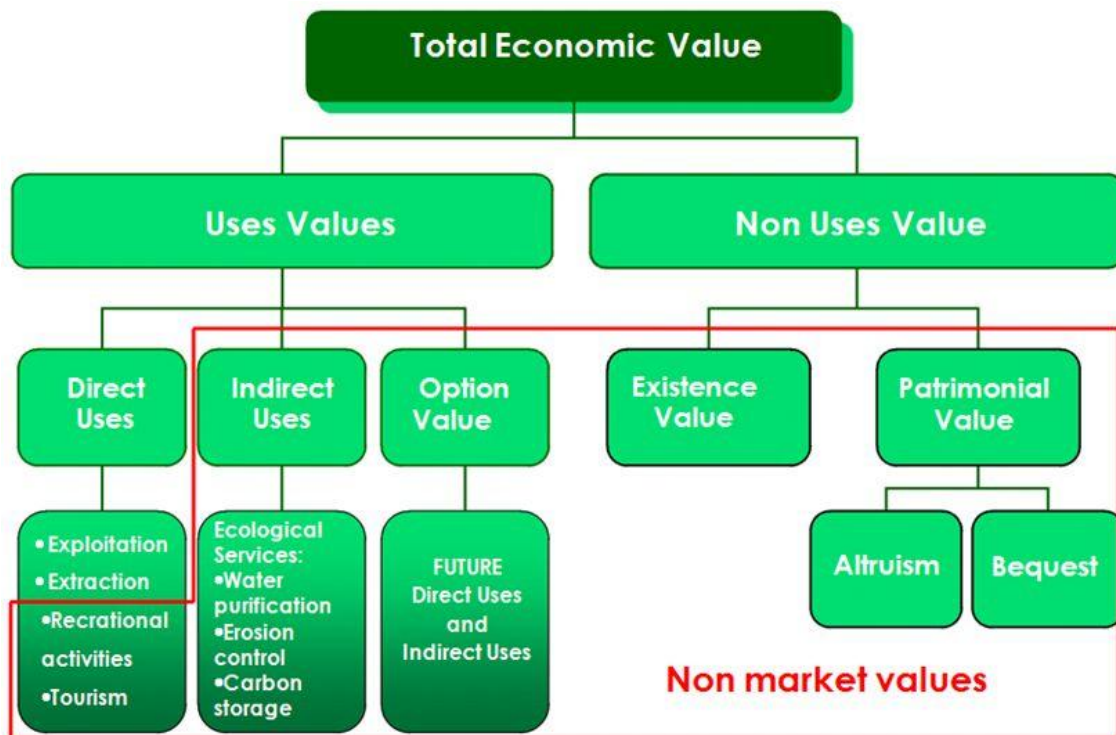 Total Economic Value
Uses Values
Non Uses Value
Direct
Uses
Indirect
Uses
Option
Value
Existence
Value
Patrimonial
Value
•Exploitation
•Extraction
•Recrational
activities
•Tourism
Ecological
Services:
•Water
purification
•Erosion
control
•Carbon
storage
FUTURE
Direct Uses
and
Indirect Uses
Altruism
Bequest
Non market values